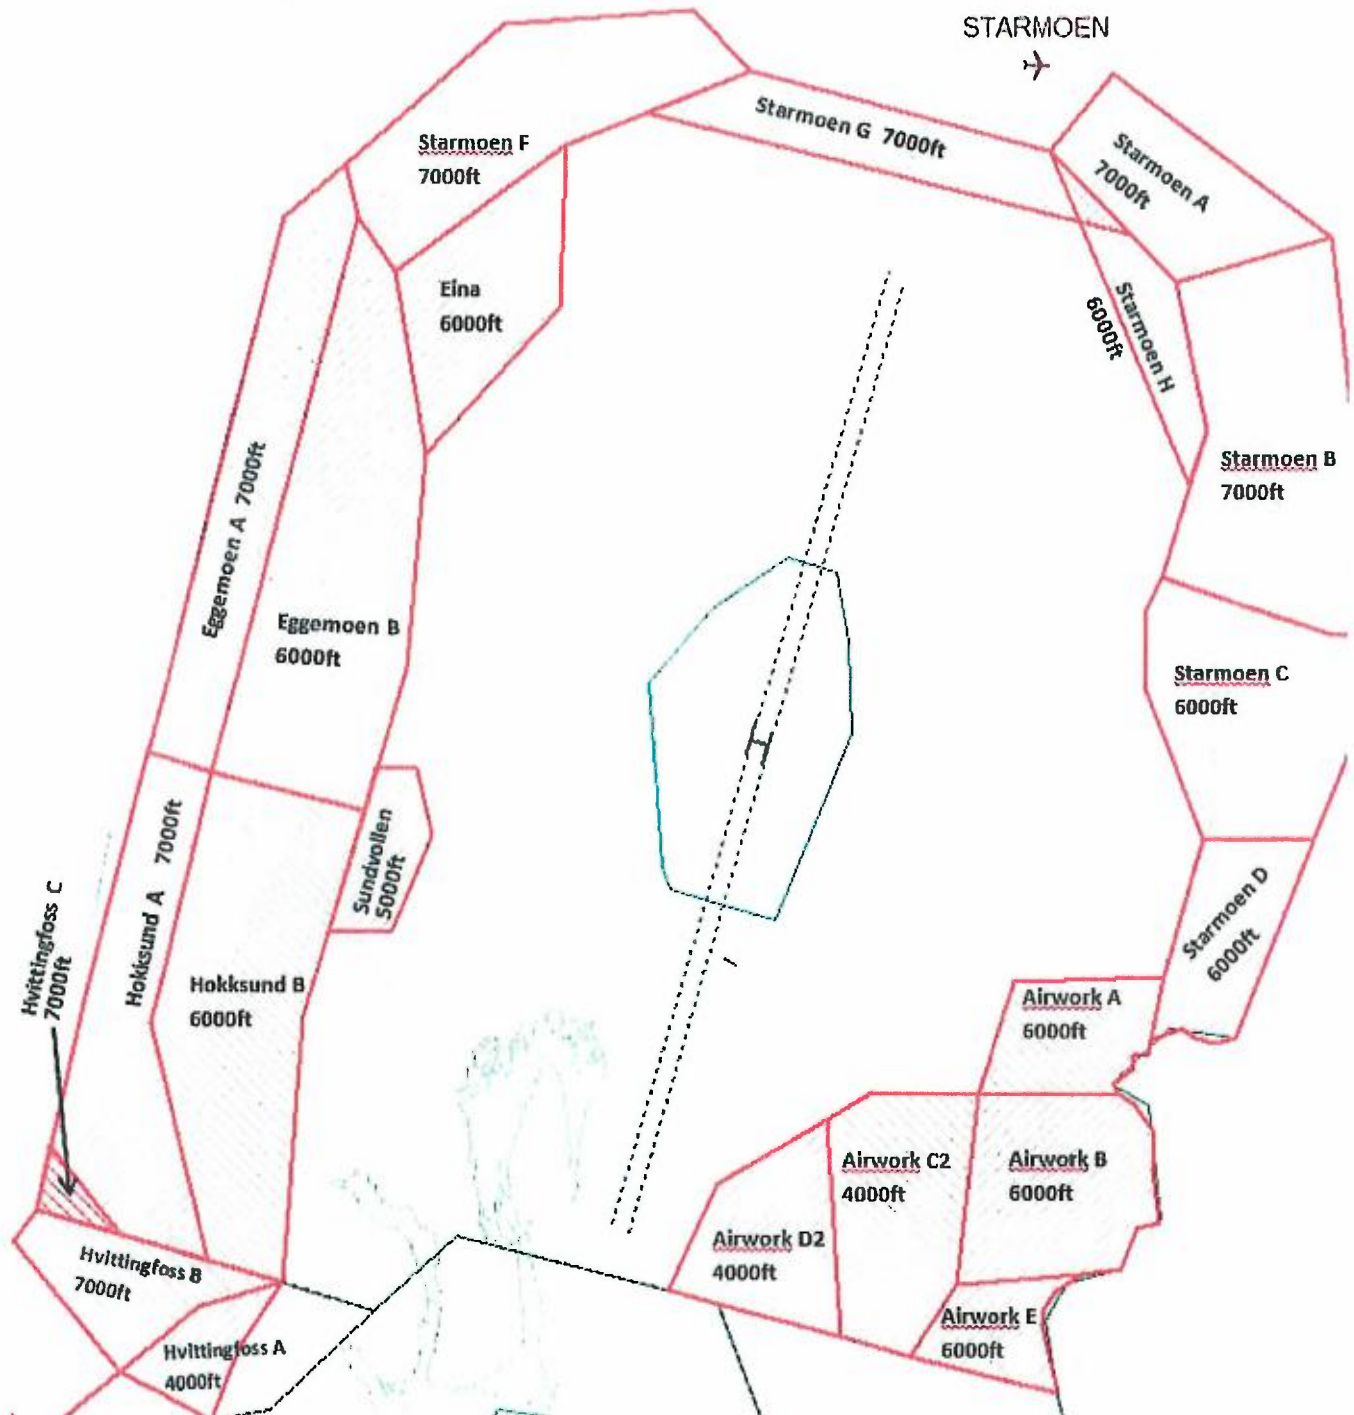 STARMOEN
Starmoen G 7000ft
Starmoen F
7000ft
Starmoen A
7000ft
Eina
6000ft
Starmoen H
6000ft
Eggemoen A 7000ft
Starmoen B
7000ft
Eggemoen B
6000ft
Starmoen C
6000ft
Hokksund A 7000ft
Sundvollen
5000ft
Starmoen D
6000ft
Hvittingfoss C
7000ft
Hokksund B
6000ft
Airwork A
6000ft
Airwork C2
4000ft
Airwork B
6000ft
Airwork D2
4000ft
Hvittingfoss B
7000ft
Airwork E
6000ft
Hvittingfoss A
4000ft